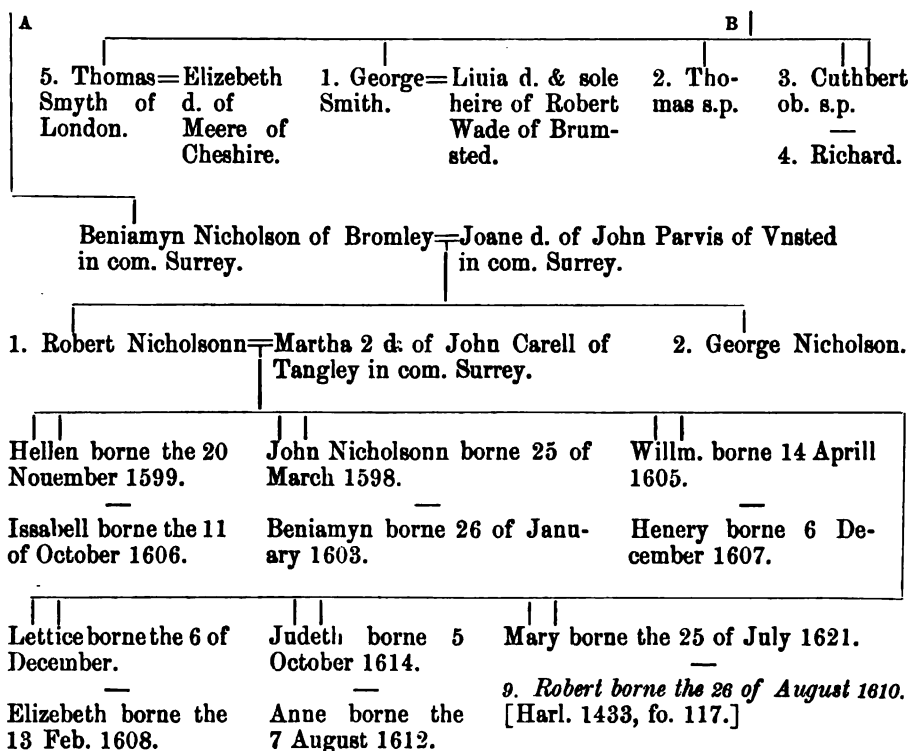 A
B
5. Thomas=Elizebeth
Smyth of
London.
d. of
Meere of
Cheshire.
1. George=
Smith.
Liuia d. & sole
heire of Robert
Wade of Brum-
sted.
2. Tho-
mas s.p.
3. Cuthbert
ob. s.p.
—
4. Richard.
Beniamyn Nicholson of Bromley=Joane d. of John Parvis of Vnsted
in com. Surrey.
in com. Surrey.
1. Robert Nicholsonn=Martha 2 d. of John Carell of
Tangley in com. Surrey.
2. George Nicholson.
Hellen borne the 20
Nouember 1599.
—
Issabell borne the 11
of October 1606.
John Nicholsonn borne 25 of
March 1598.
—
Beniamyn borne 26 of Janu-
ary 1603.
Willm. borne 14 Aprill
1605.
—
Henery borne 6 De-
cember 1607.
Lettice borne the 6 of
December.
—
Elizebeth borne the
13 Feb. 1608.
Judeth borne 5
October 1614.
—
Anne borne the
7 August 1612.
Mary borne the 25 of July 1621.
—
9. Robert borne the 26 of August 1610.
[Harl. 1433, fo. 117.]